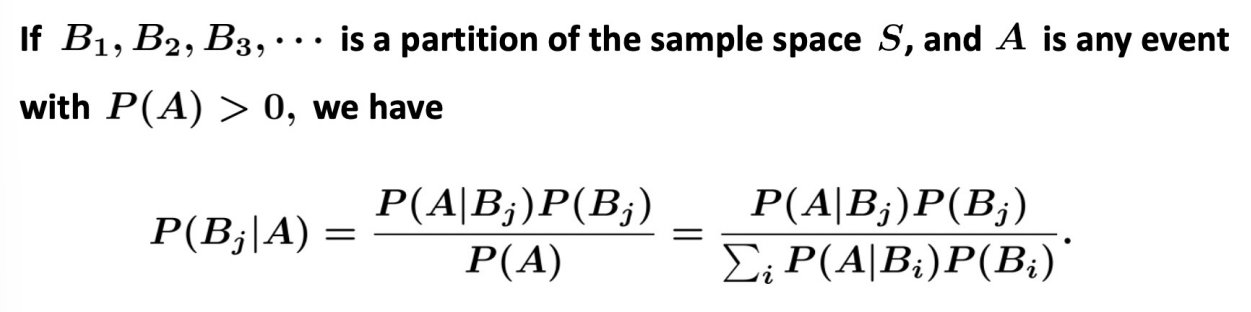 If B₁, B₂, B₃, ⋯ is a partition of the sample space S, and A is any event
with P(A) > 0, we have
P(Bⱼ|A) = P(A|Bⱼ)P(Bⱼ) / P(A) = P(A|Bⱼ)P(Bⱼ) / ∑ᵢ P(A|Bᵢ)P(Bᵢ).